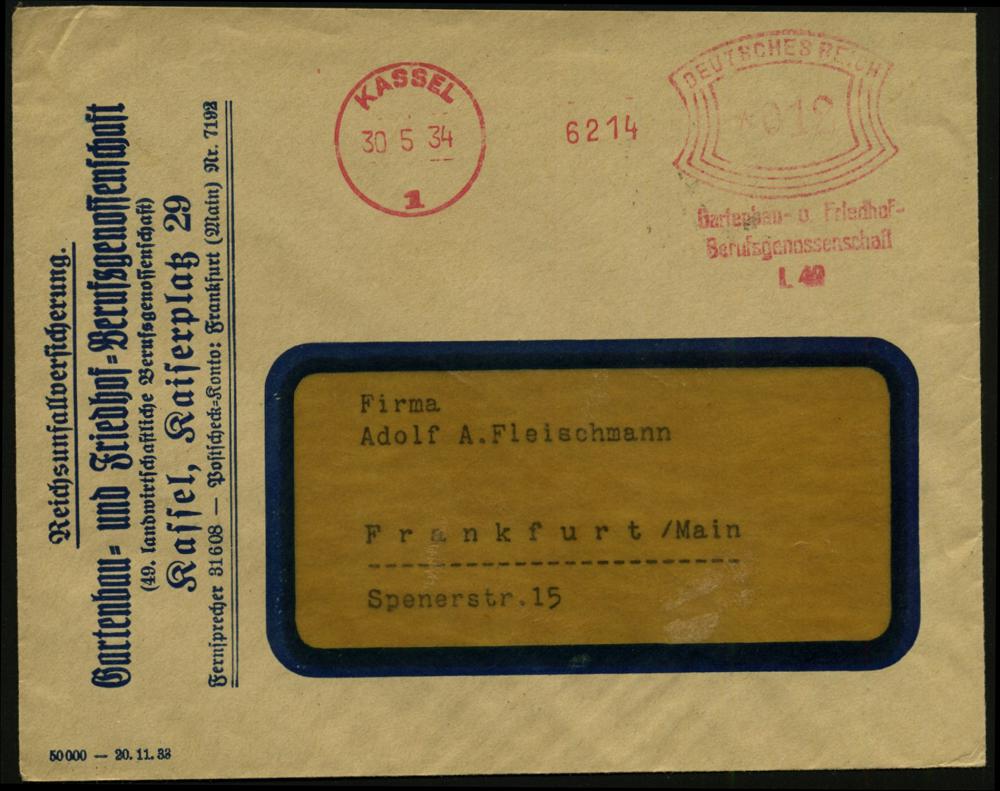 Reichsunfallversicherung.
Gartenbau- und Friedhof-Berufsgenossenschaft
(49. landwirtschaftliche Berufsgenossenschaft)
Kassel, Kaiserplatz 29
Fernsprecher 31608 — Postscheck-Konto: Frankfurt (Main) Nr. 7192
KASSEL
30 5 34
1
6214
DEUTSCHES REICH
*012
Gartenbau- u. Friedhof-
Berufsgenossenschaft
L 49
Firma
Adolf A.Fleischmann
Frankfurt/Main
Spenerstr.15
50000 — 20.11.33